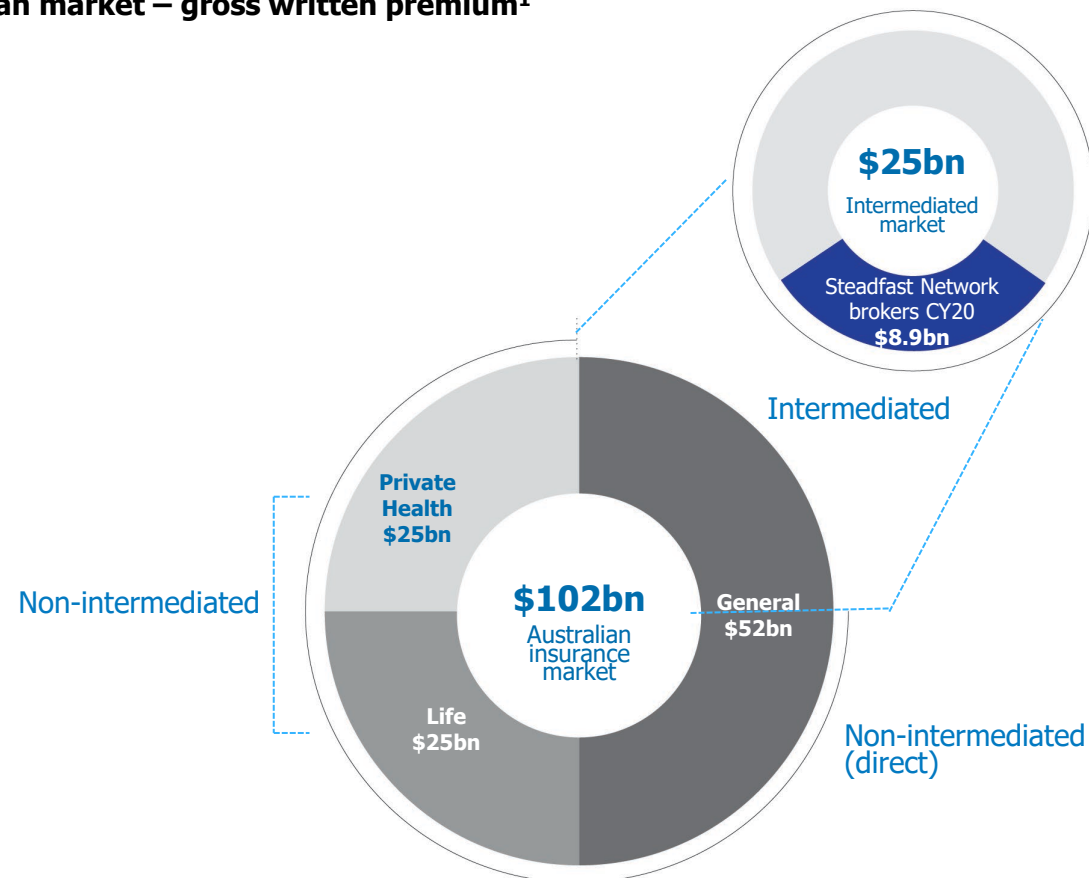 an market – gross written premium¹
$25bn
Intermediated
market
Steadfast Network
brokers CY20
$8.9bn
Intermediated
Private
Health
$25bn
Non-intermediated
$102bn
Australian
insurance
market
General
$52bn
Life
$25bn
Non-intermediated
(direct)